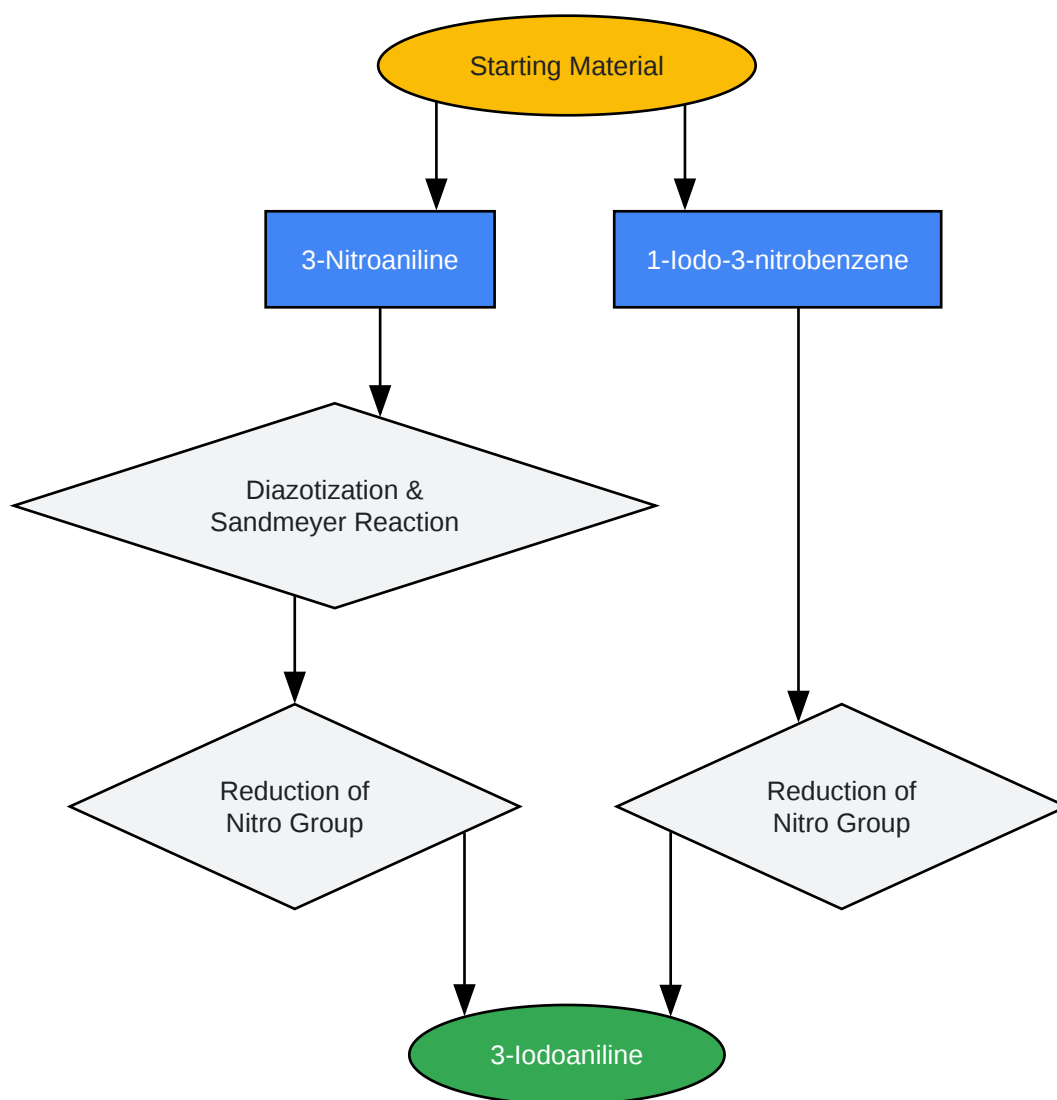 Starting Material
3-Nitroaniline
1-Iodo-3-nitrobenzene
Diazotization &
Sandmeyer Reaction
Reduction of
Nitro Group
Reduction of
Nitro Group
3-Iodoaniline